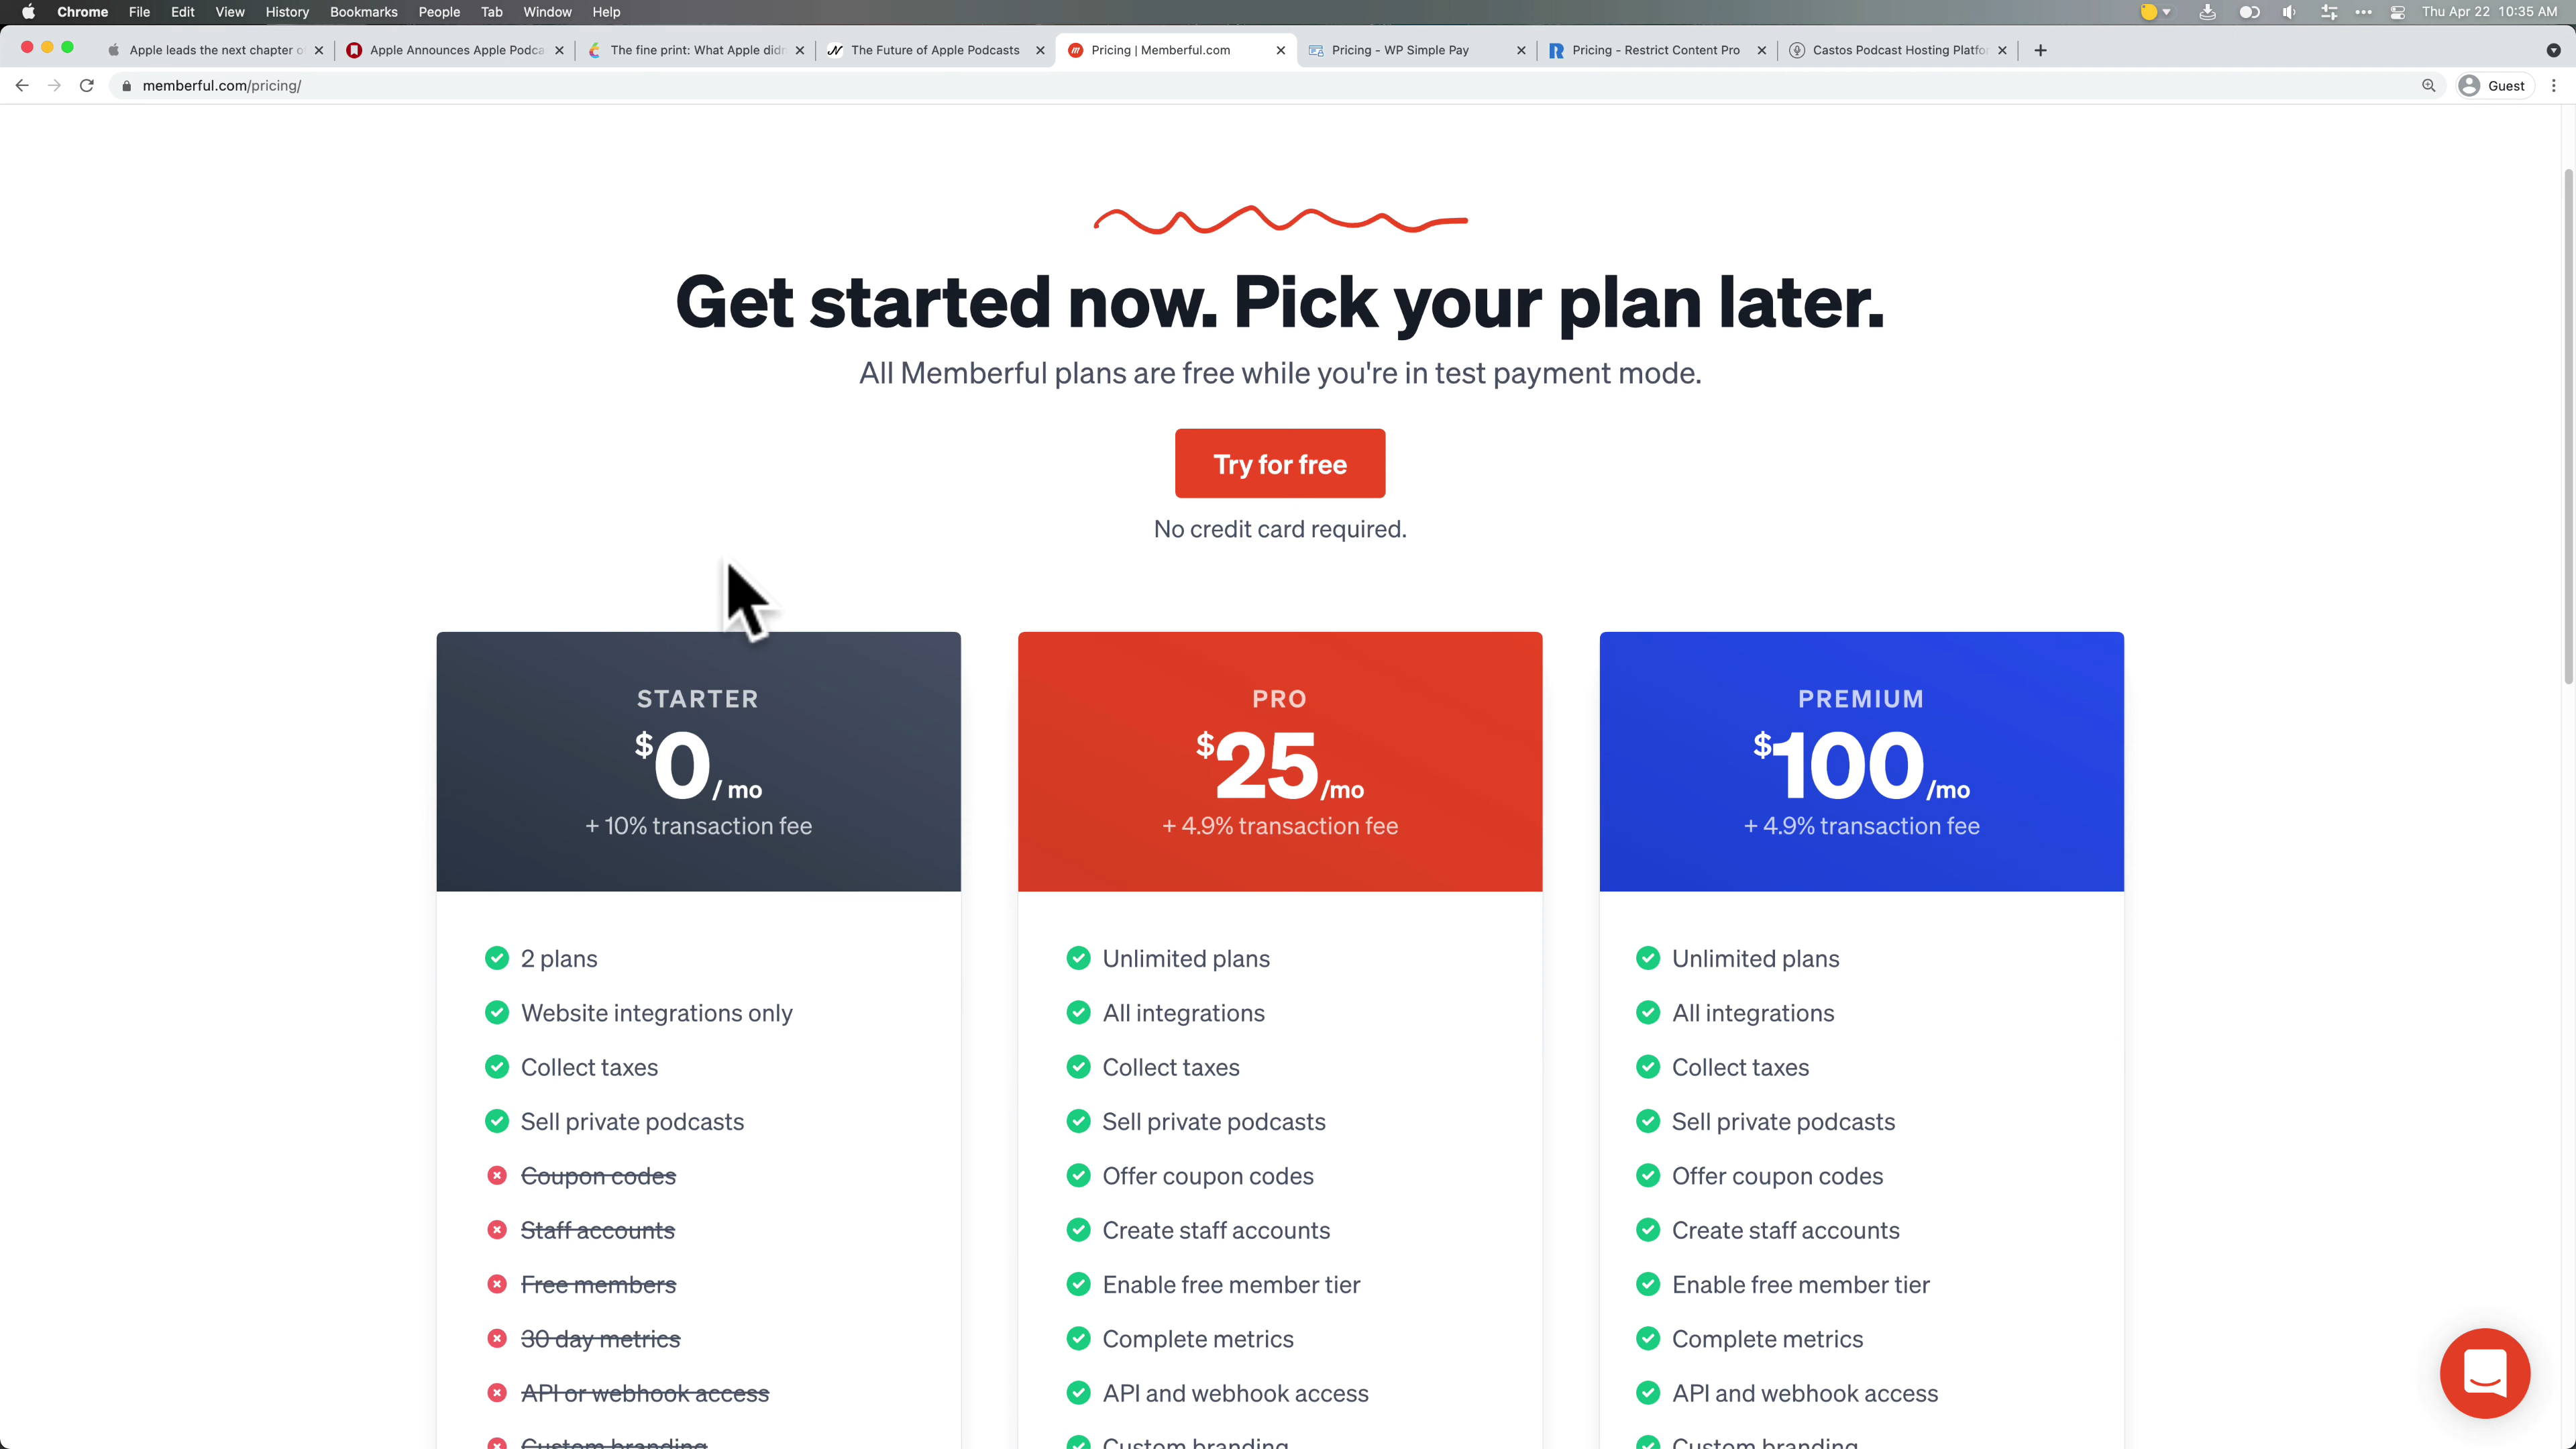 Chrome File Edit View History Bookmarks People Tab Window Help Thu Apr 22 10:35 AM
Apple leads the next chapter o Apple Announces Apple Podca The fine print: What Apple didn The Future of Apple Podcasts Pricing | Memberful.com Pricing - WP Simple Pay Pricing - Restrict Content Pro Castos Podcast Hosting Platfor
memberful.com/pricing/ Guest
Get started now. Pick your plan later.
All Memberful plans are free while you're in test payment mode.
Try for free
No credit card required.
STARTER
$0/ mo
+ 10% transaction fee
2 plans
Website integrations only
Collect taxes
Sell private podcasts
Coupon codes
Staff accounts
Free members
30 day metrics
API or webhook access
Custom branding
PRO
$25/mo
+ 4.9% transaction fee
Unlimited plans
All integrations
Collect taxes
Sell private podcasts
Offer coupon codes
Create staff accounts
Enable free member tier
Complete metrics
API and webhook access
Custom branding
PREMIUM
$100/mo
+ 4.9% transaction fee
Unlimited plans
All integrations
Collect taxes
Sell private podcasts
Offer coupon codes
Create staff accounts
Enable free member tier
Complete metrics
API and webhook access
Custom branding